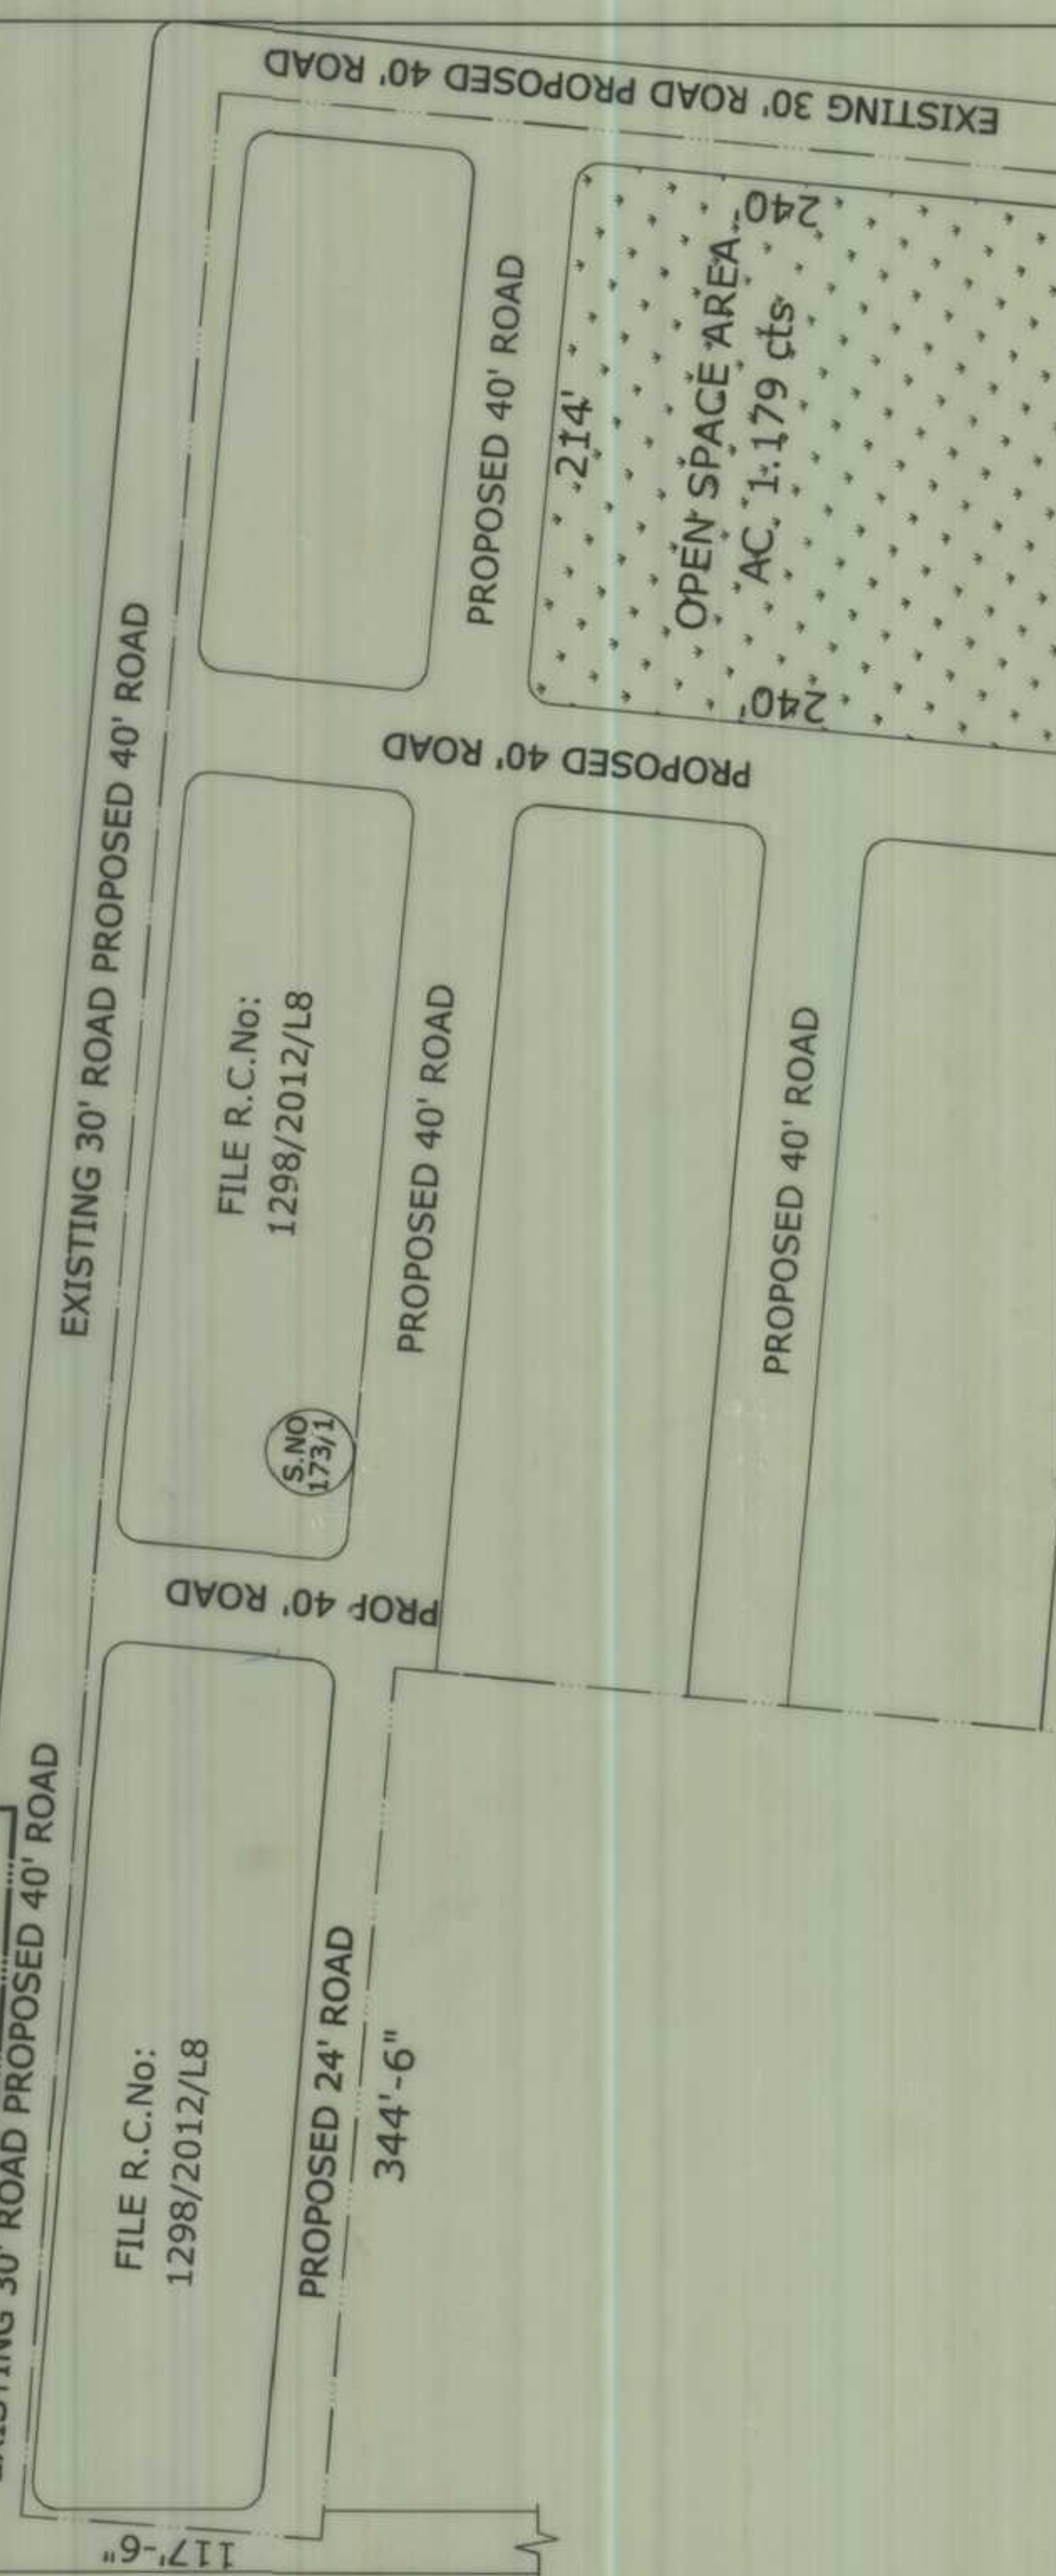 EXISTING 30' ROAD PROPOSED 40' ROAD
EXISTING 30' ROAD PROPOSED 40' ROAD
EXISTING 30' ROAD PROPOSED 40' ROAD
FILE R.C.No:
1298/2012/L8
117'-6"
PROPOSED 24' ROAD
344'-6"
PROP 40' ROAD
FILE R.C.No:
1298/2012/L8
S.NO
173/1
PROPOSED 40' ROAD
PROPOSED 40' ROAD
PROPOSED 40' ROAD
PROPOSED 40' ROAD
214'
240'
OPEN SPACE AREA
AC. 1.179 cts
240'